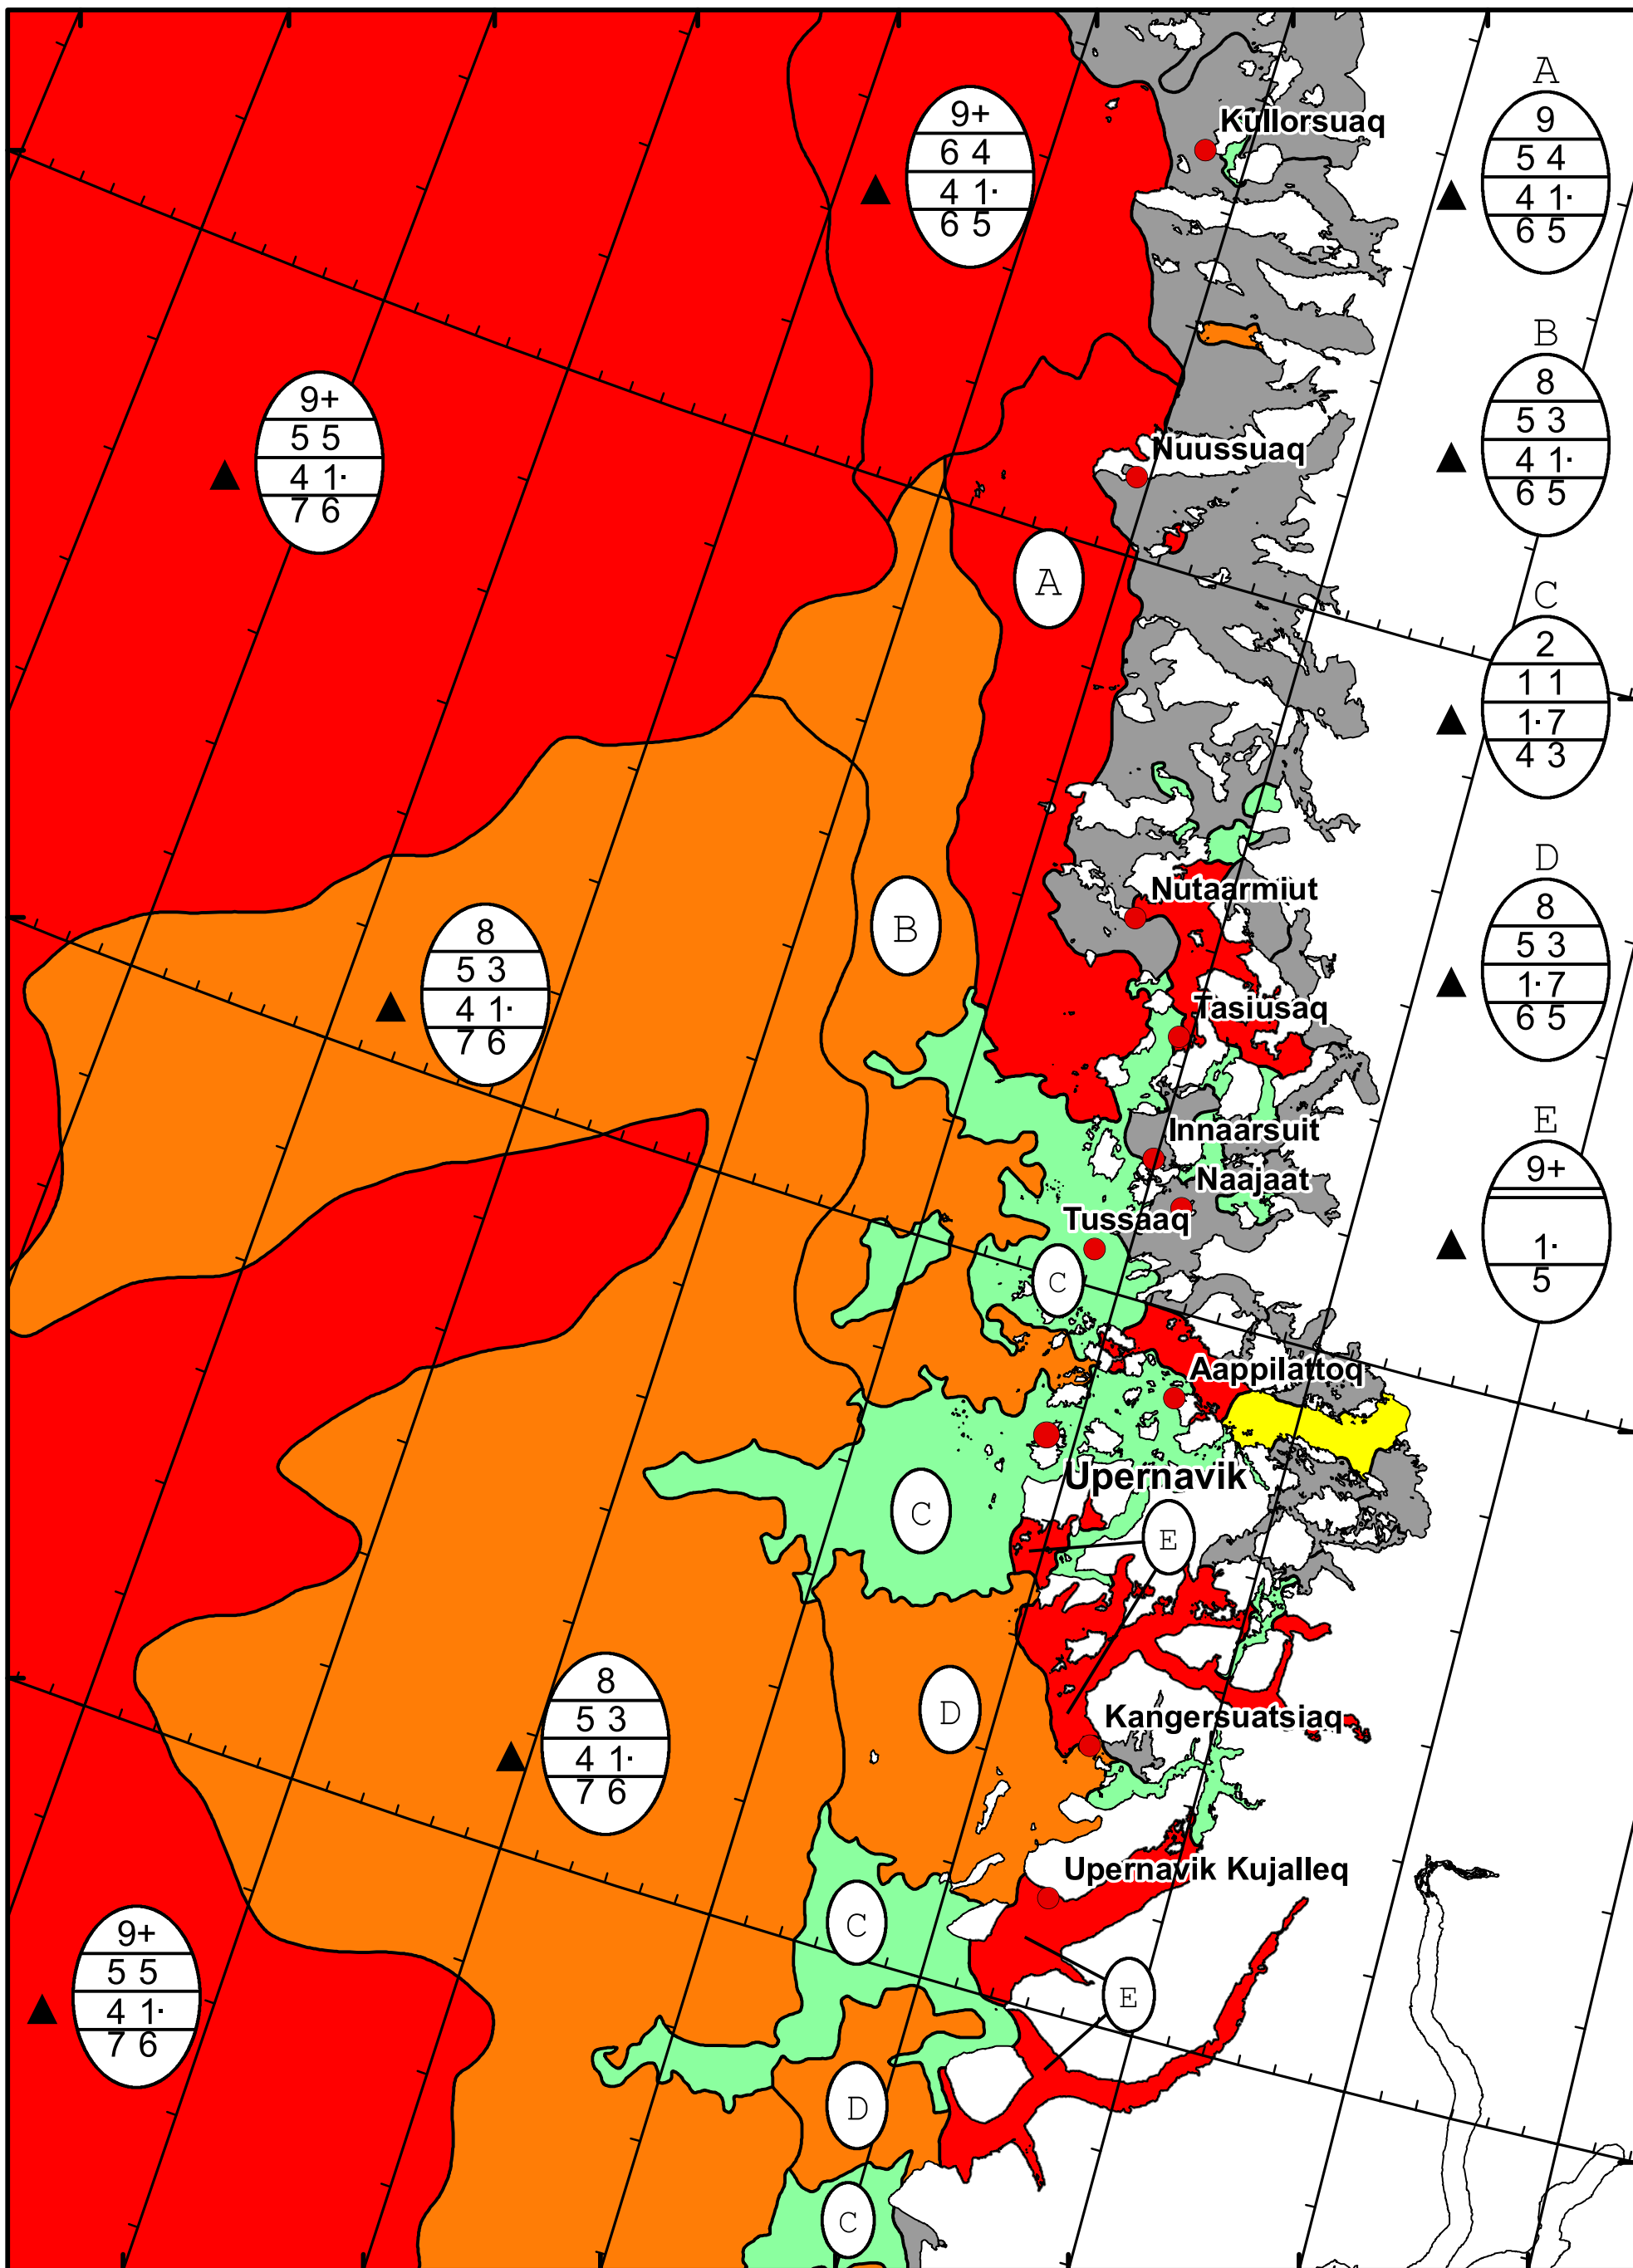 9+
6 4
4 1·
6 5
Kullorsuaq
A
9
5 4
4 1·
6 5
9+
5 5
4 1·
7 6
B
8
5 3
4 1·
6 5
Nuussuaq
A
C
2
1 1
1· 7
4 3
8
5 3
4 1·
7 6
B
Nutaarmiut
D
8
5 3
1· 7
6 5
Tasiusaq
Innaarsuit
Naajaat
Tussaaq
C
E
9+
1·
5
Aappilattoq
Upernavik
C
E
8
5 3
4 1·
7 6
D
Kangersuatsiaq
Upernavik Kujalleq
C
E
9+
5 5
4 1·
7 6
D
C